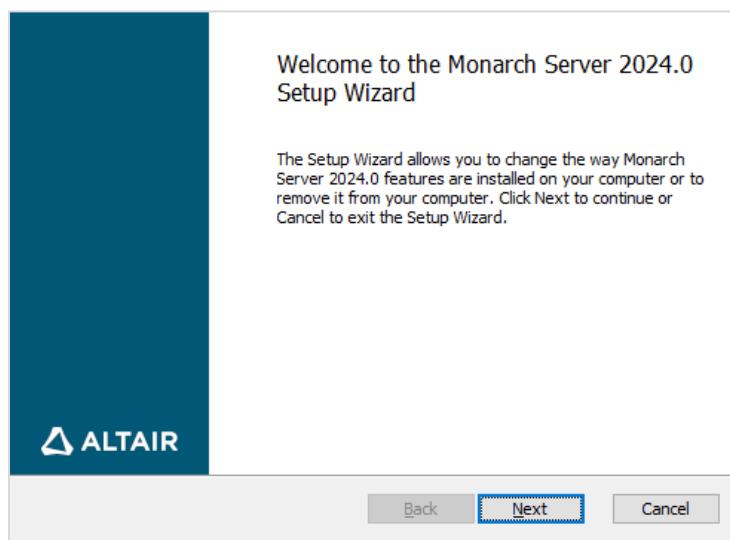 Welcome to the Monarch Server 2024.0
Setup Wizard
The Setup Wizard allows you to change the way Monarch
Server 2024.0 features are installed on your computer or to
remove it from your computer. Click Next to continue or
Cancel to exit the Setup Wizard.
ALTAIR
Back Next Cancel